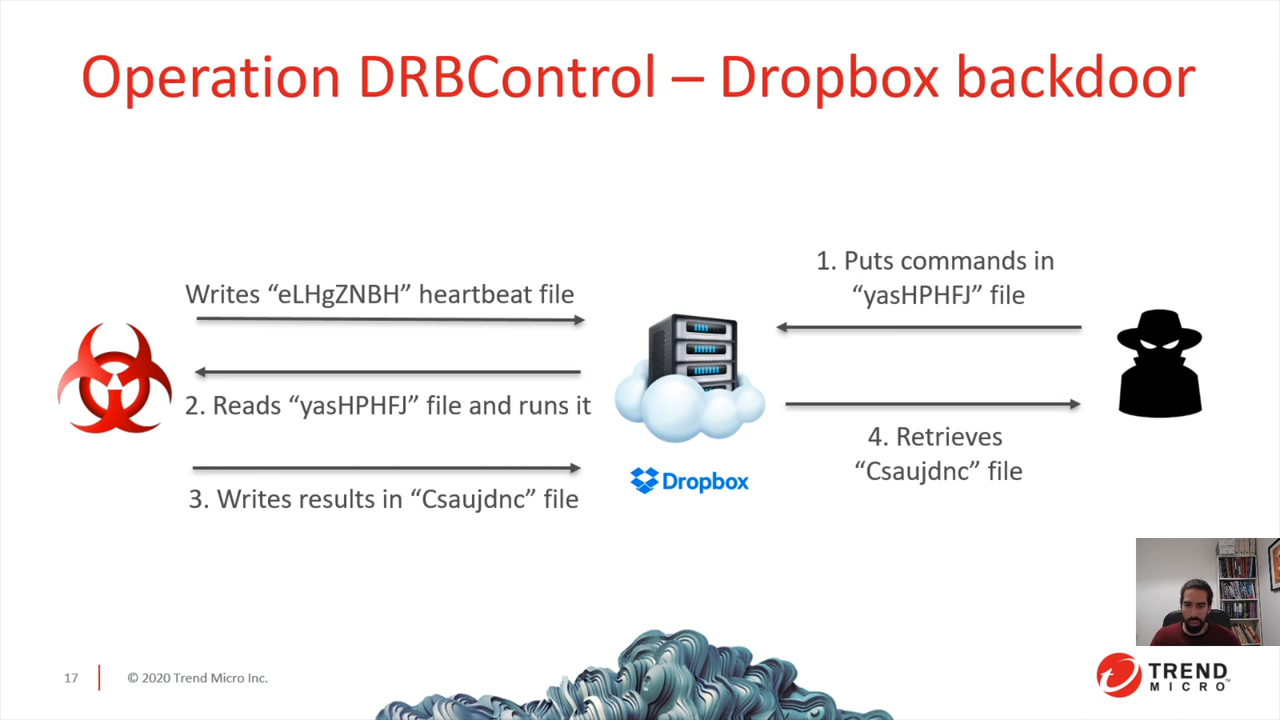 Operation DRBControl – Dropbox backdoor
1. Puts commands in
“yasHPHFJ” file
Writes “eLHgZNBH” heartbeat file
2. Reads “yasHPHFJ” file and runs it
4. Retrieves
“Csaujdnc” file
Dropbox
3. Writes results in “Csaujdnc” file
17
© 2020 Trend Micro Inc.
TREND
MICRO™